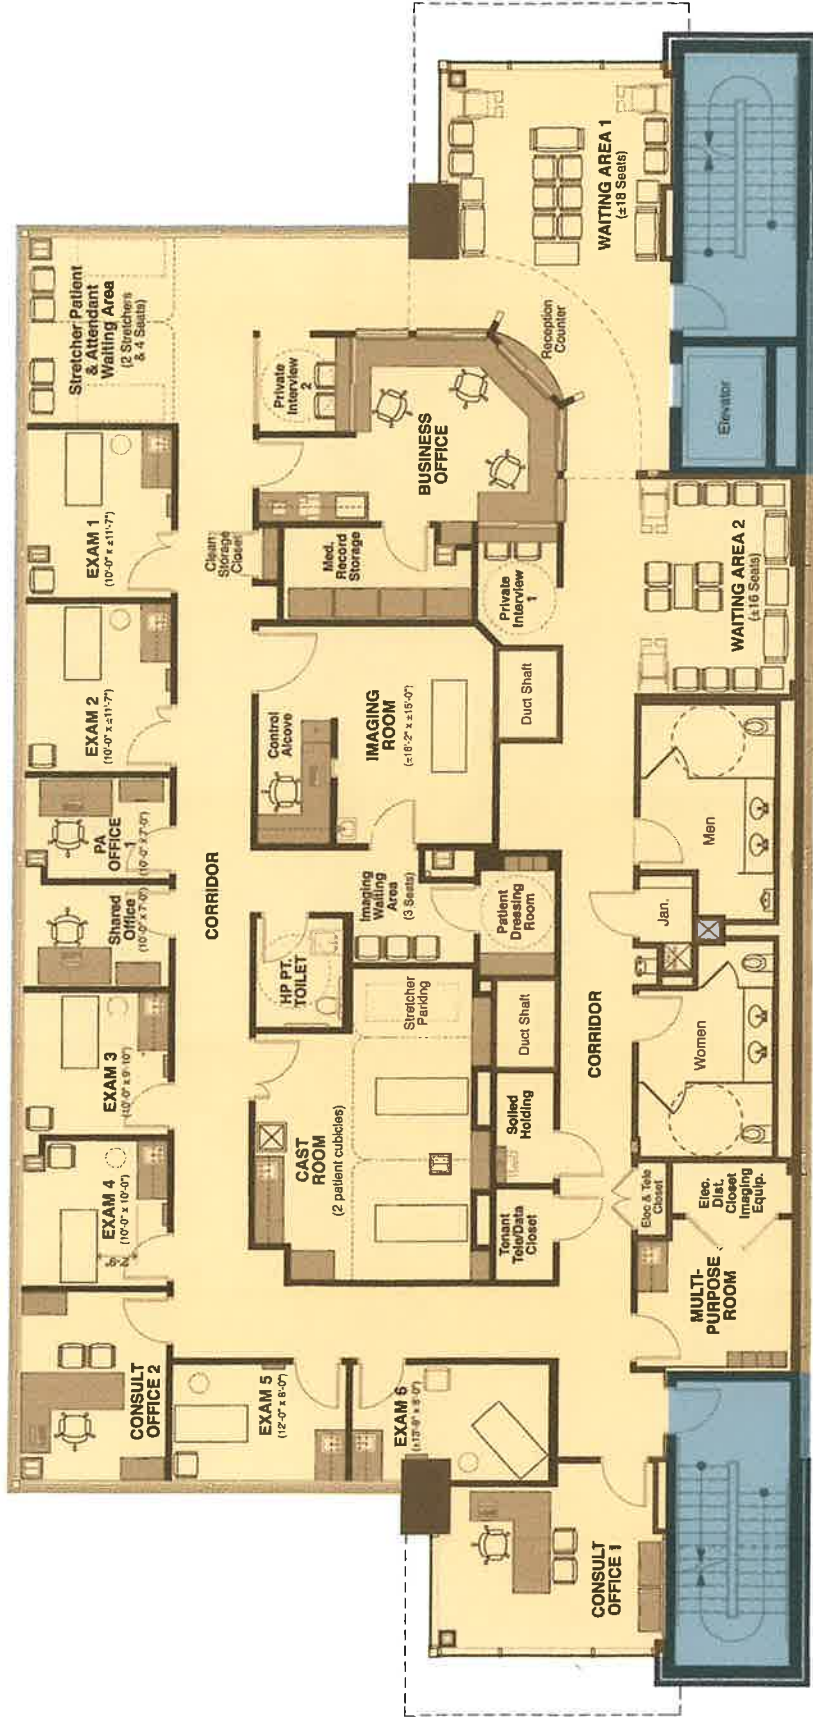 Stretcher Patient
& Attendant
Waiting Area
(2 Stretchers
& 4 Seats)
EXAM 1
(10'-0" x ±11'-7")
EXAM 2
(10'-0" x ±11'-7")
PA
OFFICE
1
(10'-0" x 7'-0")
Shared
Office
(10'-0" x 7'-0")
EXAM 3
(10'-0" x 9'-10")
EXAM 4
(10'-0" x 10'-0")
CONSULT
OFFICE 2
Private
Interview
2
Clean
Storage
Closet
CORRIDOR
EXAM 5
(12'-0" x 8'-0")
BUSINESS
OFFICE
Med.
Record
Storage
Control
Alcove
IMAGING
ROOM
(±16'-2" x ±15'-0")
Imaging
Waiting
Area
(3 Seats)
HP PT.
TOILET
Stretcher
Parking
CAST
ROOM
(2 patient cubicles)
EXAM 6
WAITING AREA 1
(±18 Seats)
Reception
Counter
Private
Interview
1
Duct Shaft
Patient
Dressing
Room
Duct Shaft
Soiled
Holding
Tenant
Tele/Data
Closet
CORRIDOR
CONSULT
OFFICE 1
Elevator
WAITING AREA 2
(±16 Seats)
Men
Jan.
Women
Elec & Tele
Closet
Elec.
Dist.
Closet
Imaging
Equip.
MULTI-
PURPOSE
ROOM